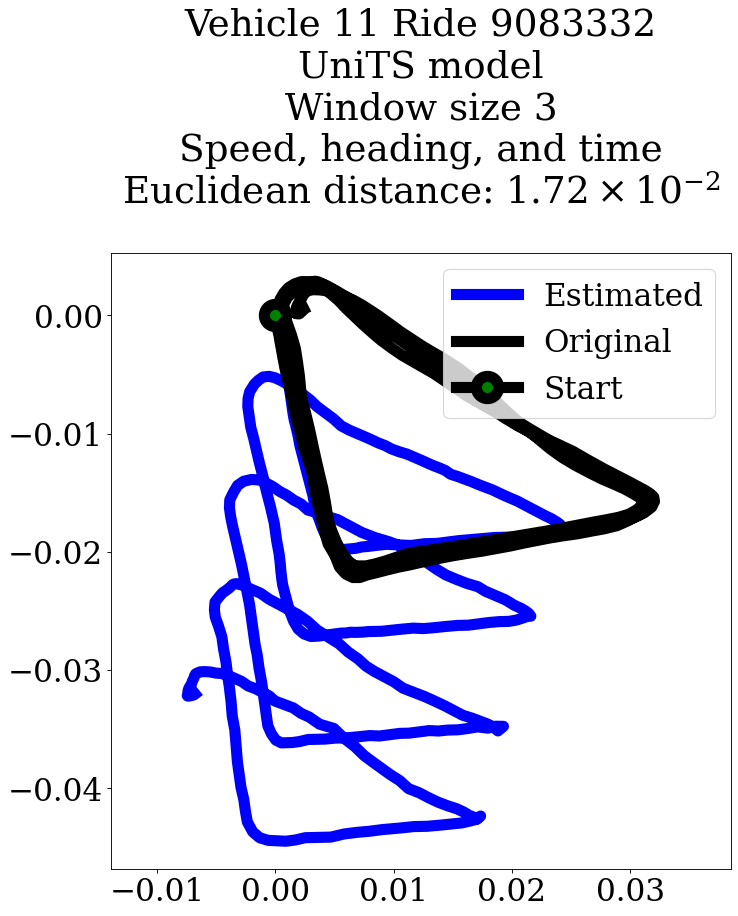 Vehicle 11 Ride 9083332
UniTS model
Window size 3
Speed, heading, and time
Euclidean distance: 1.72 × 10⁻²
Estimated
Original
Start
0.00
−0.01
−0.02
−0.03
−0.04
−0.01 0.00 0.01 0.02 0.03